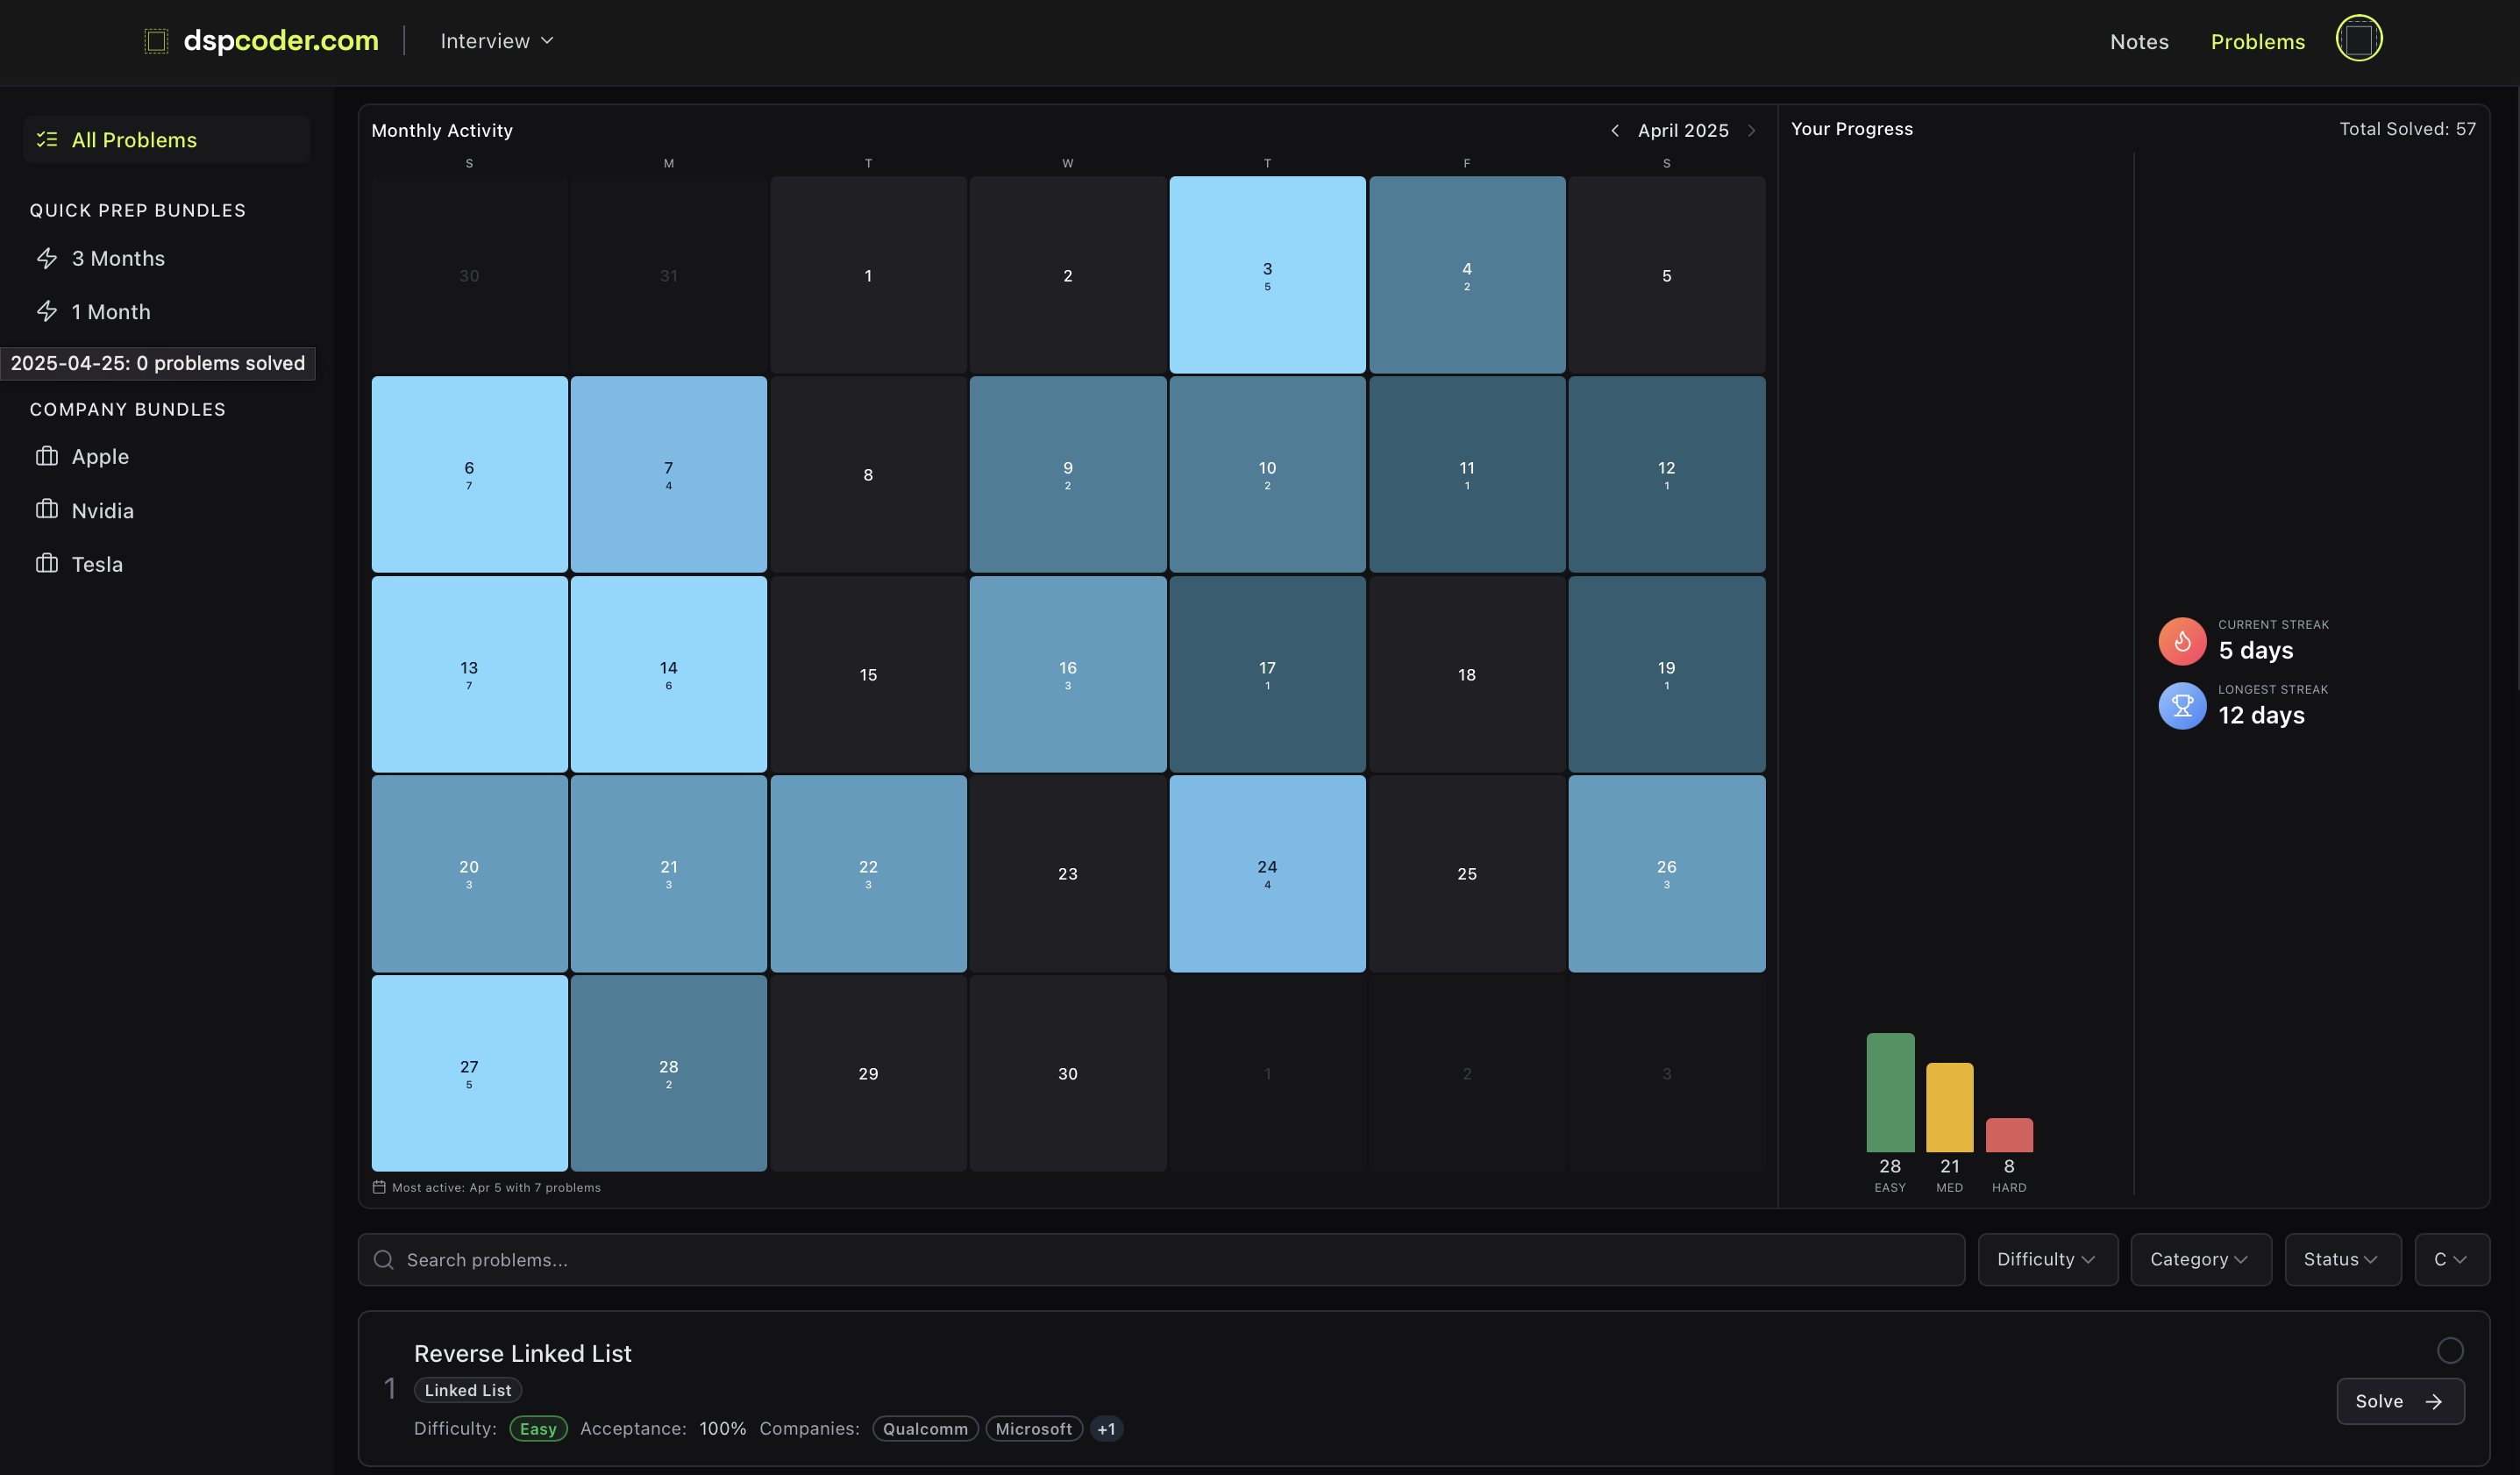 dspcoder.com
Interview
Notes
Problems
All Problems
QUICK PREP BUNDLES
3 Months
1 Month
2025-04-25: 0 problems solved
COMPANY BUNDLES
Apple
Nvidia
Tesla
Monthly Activity
April 2025
S M T W T F S
30 31 1 2 3 4 5
5 2
6 7 8 9 10 11 12
7 4 2 2 1 1
13 14 15 16 17 18 19
7 6 3 1 1
20 21 22 23 24 25 26
3 3 3 4 3
27 28 29 30 1 2 3
5 2
Most active: Apr 5 with 7 problems
Your Progress
Total Solved: 57
CURRENT STREAK
5 days
LONGEST STREAK
12 days
28 21 8
EASY MED HARD
Search problems...
Difficulty
Category
Status
C
1
Reverse Linked List
Linked List
Difficulty: Easy Acceptance: 100% Companies: Qualcomm Microsoft +1
Solve